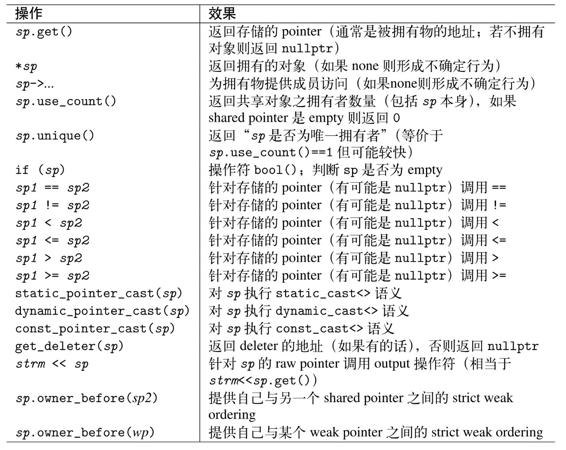 操作 效果
sp.get() 返回存储的 pointer（通常是被拥有物的地址；若不拥有
对象则返回 nullptr）
*sp 返回拥有的对象（如果 none 则形成不确定行为）
sp->... 为拥有物提供成员访问（如果none则形成不确定行为）
sp.use_count() 返回共享对象之拥有者数量（包括 sp 本身），如果
shared pointer 是 empty 则返回 0
sp.unique() 返回“sp 是否为唯一拥有者”（等价于
sp.use_count()==1 但可能较快）
if (sp) 操作符 bool()；判断 sp 是否为 empty
sp1 == sp2 针对存储的 pointer（有可能是 nullptr）调用 ==
sp1 != sp2 针对存储的 pointer（有可能是 nullptr）调用 !=
sp1 < sp2 针对存储的 pointer（有可能是 nullptr）调用 <
sp1 <= sp2 针对存储的 pointer（有可能是 nullptr）调用 <=
sp1 > sp2 针对存储的 pointer（有可能是 nullptr）调用 >
sp1 >= sp2 针对存储的 pointer（有可能是 nullptr）调用 >=
static_pointer_cast(sp) 对 sp 执行 static_cast<> 语义
dynamic_pointer_cast(sp) 对 sp 执行 dynamic_cast<> 语义
const_pointer_cast(sp) 对 sp 执行 const_cast<> 语义
get_deleter(sp) 返回 deleter 的地址（如果有的话），否则返回 nullptr
strm << sp 针对 sp 的 raw pointer 调用 output 操作符（相当于
strm<<sp.get()）
sp.owner_before(sp2) 提供自己与另一个 shared pointer 之间的 strict weak
ordering
sp.owner_before(wp) 提供自己与某个 weak pointer 之间的 strict weak ordering